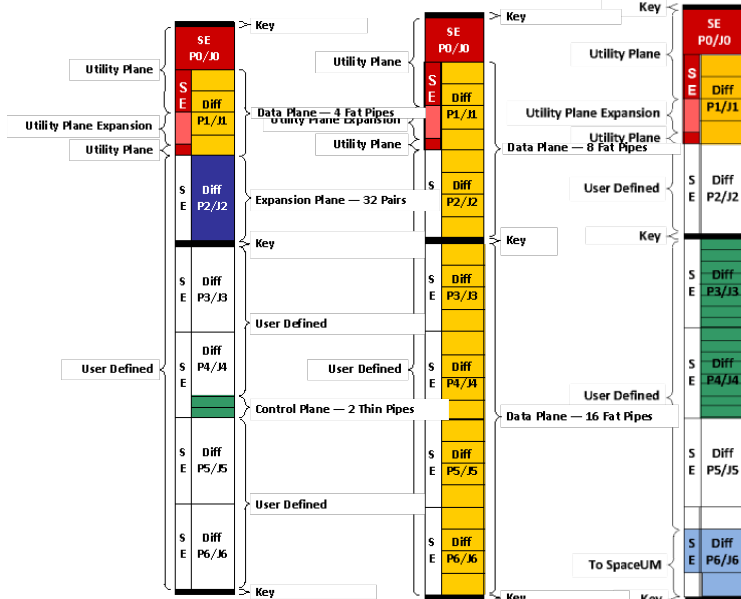 Key
SE
P0/J0
Utility Plane
S
E
Diff
P1/J1
Data Plane — 4 Fat Pipes
Utility Plane Expansion
Utility Plane
S
E
Diff
P2/J2
Expansion Plane — 32 Pairs
Key
S
E
Diff
P3/J3
User Defined
User Defined
S
E
Diff
P4/J4
Control Plane — 2 Thin Pipes
S
E
Diff
P5/J5
User Defined
S
E
Diff
P6/J6
Key
Key
SE
P0/J0
Utility Plane
S
E
Diff
P1/J1
Utility Plane Expansion
Utility Plane
Data Plane — 8 Fat Pipes
S
E
Diff
P2/J2
Key
S
E
Diff
P3/J3
User Defined
S
E
Diff
P4/J4
Data Plane — 16 Fat Pipes
S
E
Diff
P5/J5
S
E
Diff
P6/J6
Key
Key
SE
P0/J0
Utility Plane
Diff
P1/J1
Utility Plane Expansion
Utility Plane
User Defined
S
E
Diff
P2/J2
Key
S
E
Diff
P3/J3
S
E
Diff
P4/J4
User Defined
S
E
Diff
P5/J5
S
E
Diff
P6/J6
To SpaceUM
Key